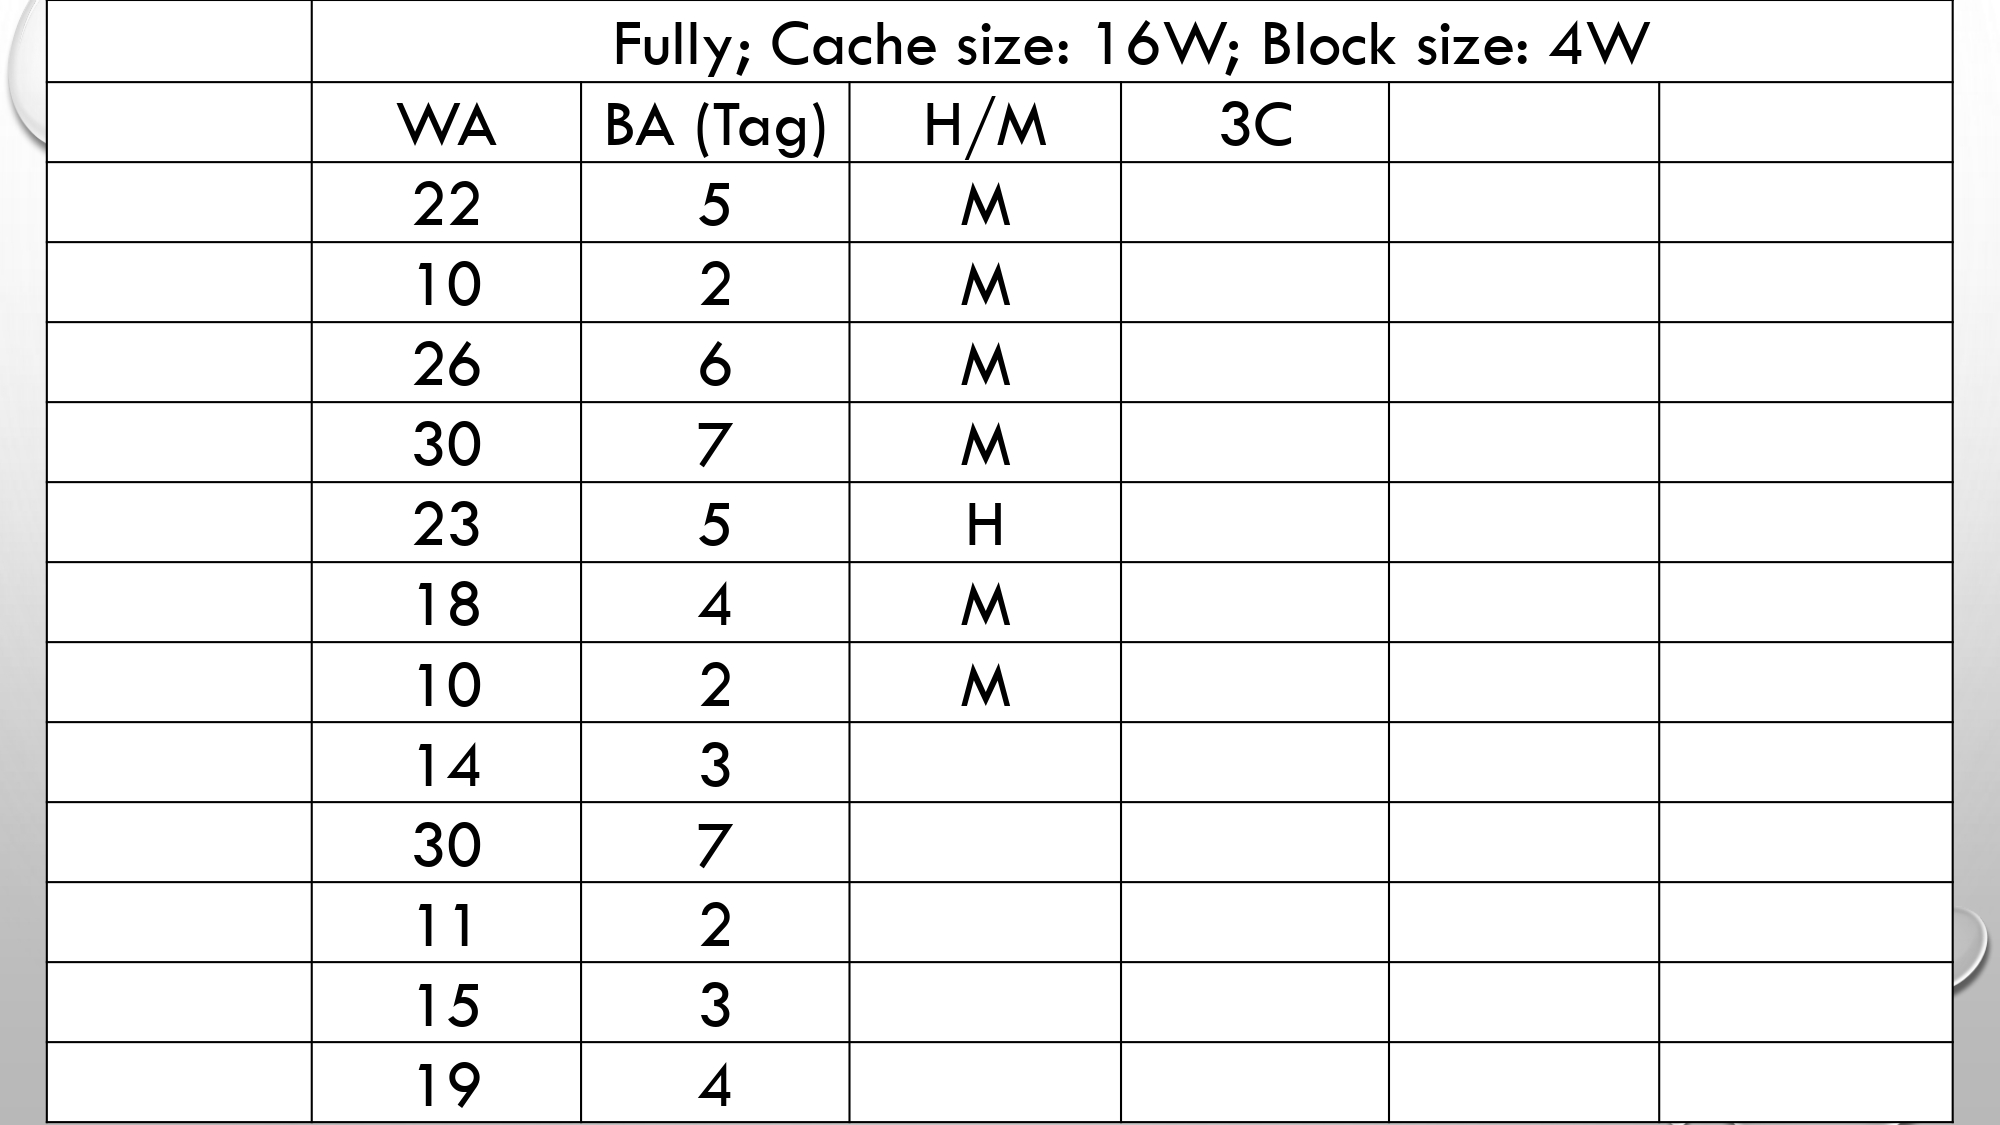 Fully; Cache size: 16W; Block size: 4W
WA BA (Tag) H/M 3C
22 5 M
10 2 M
26 6 M
30 7 M
23 5 H
18 4 M
10 2 M
14 3
30 7
11 2
15 3
19 4